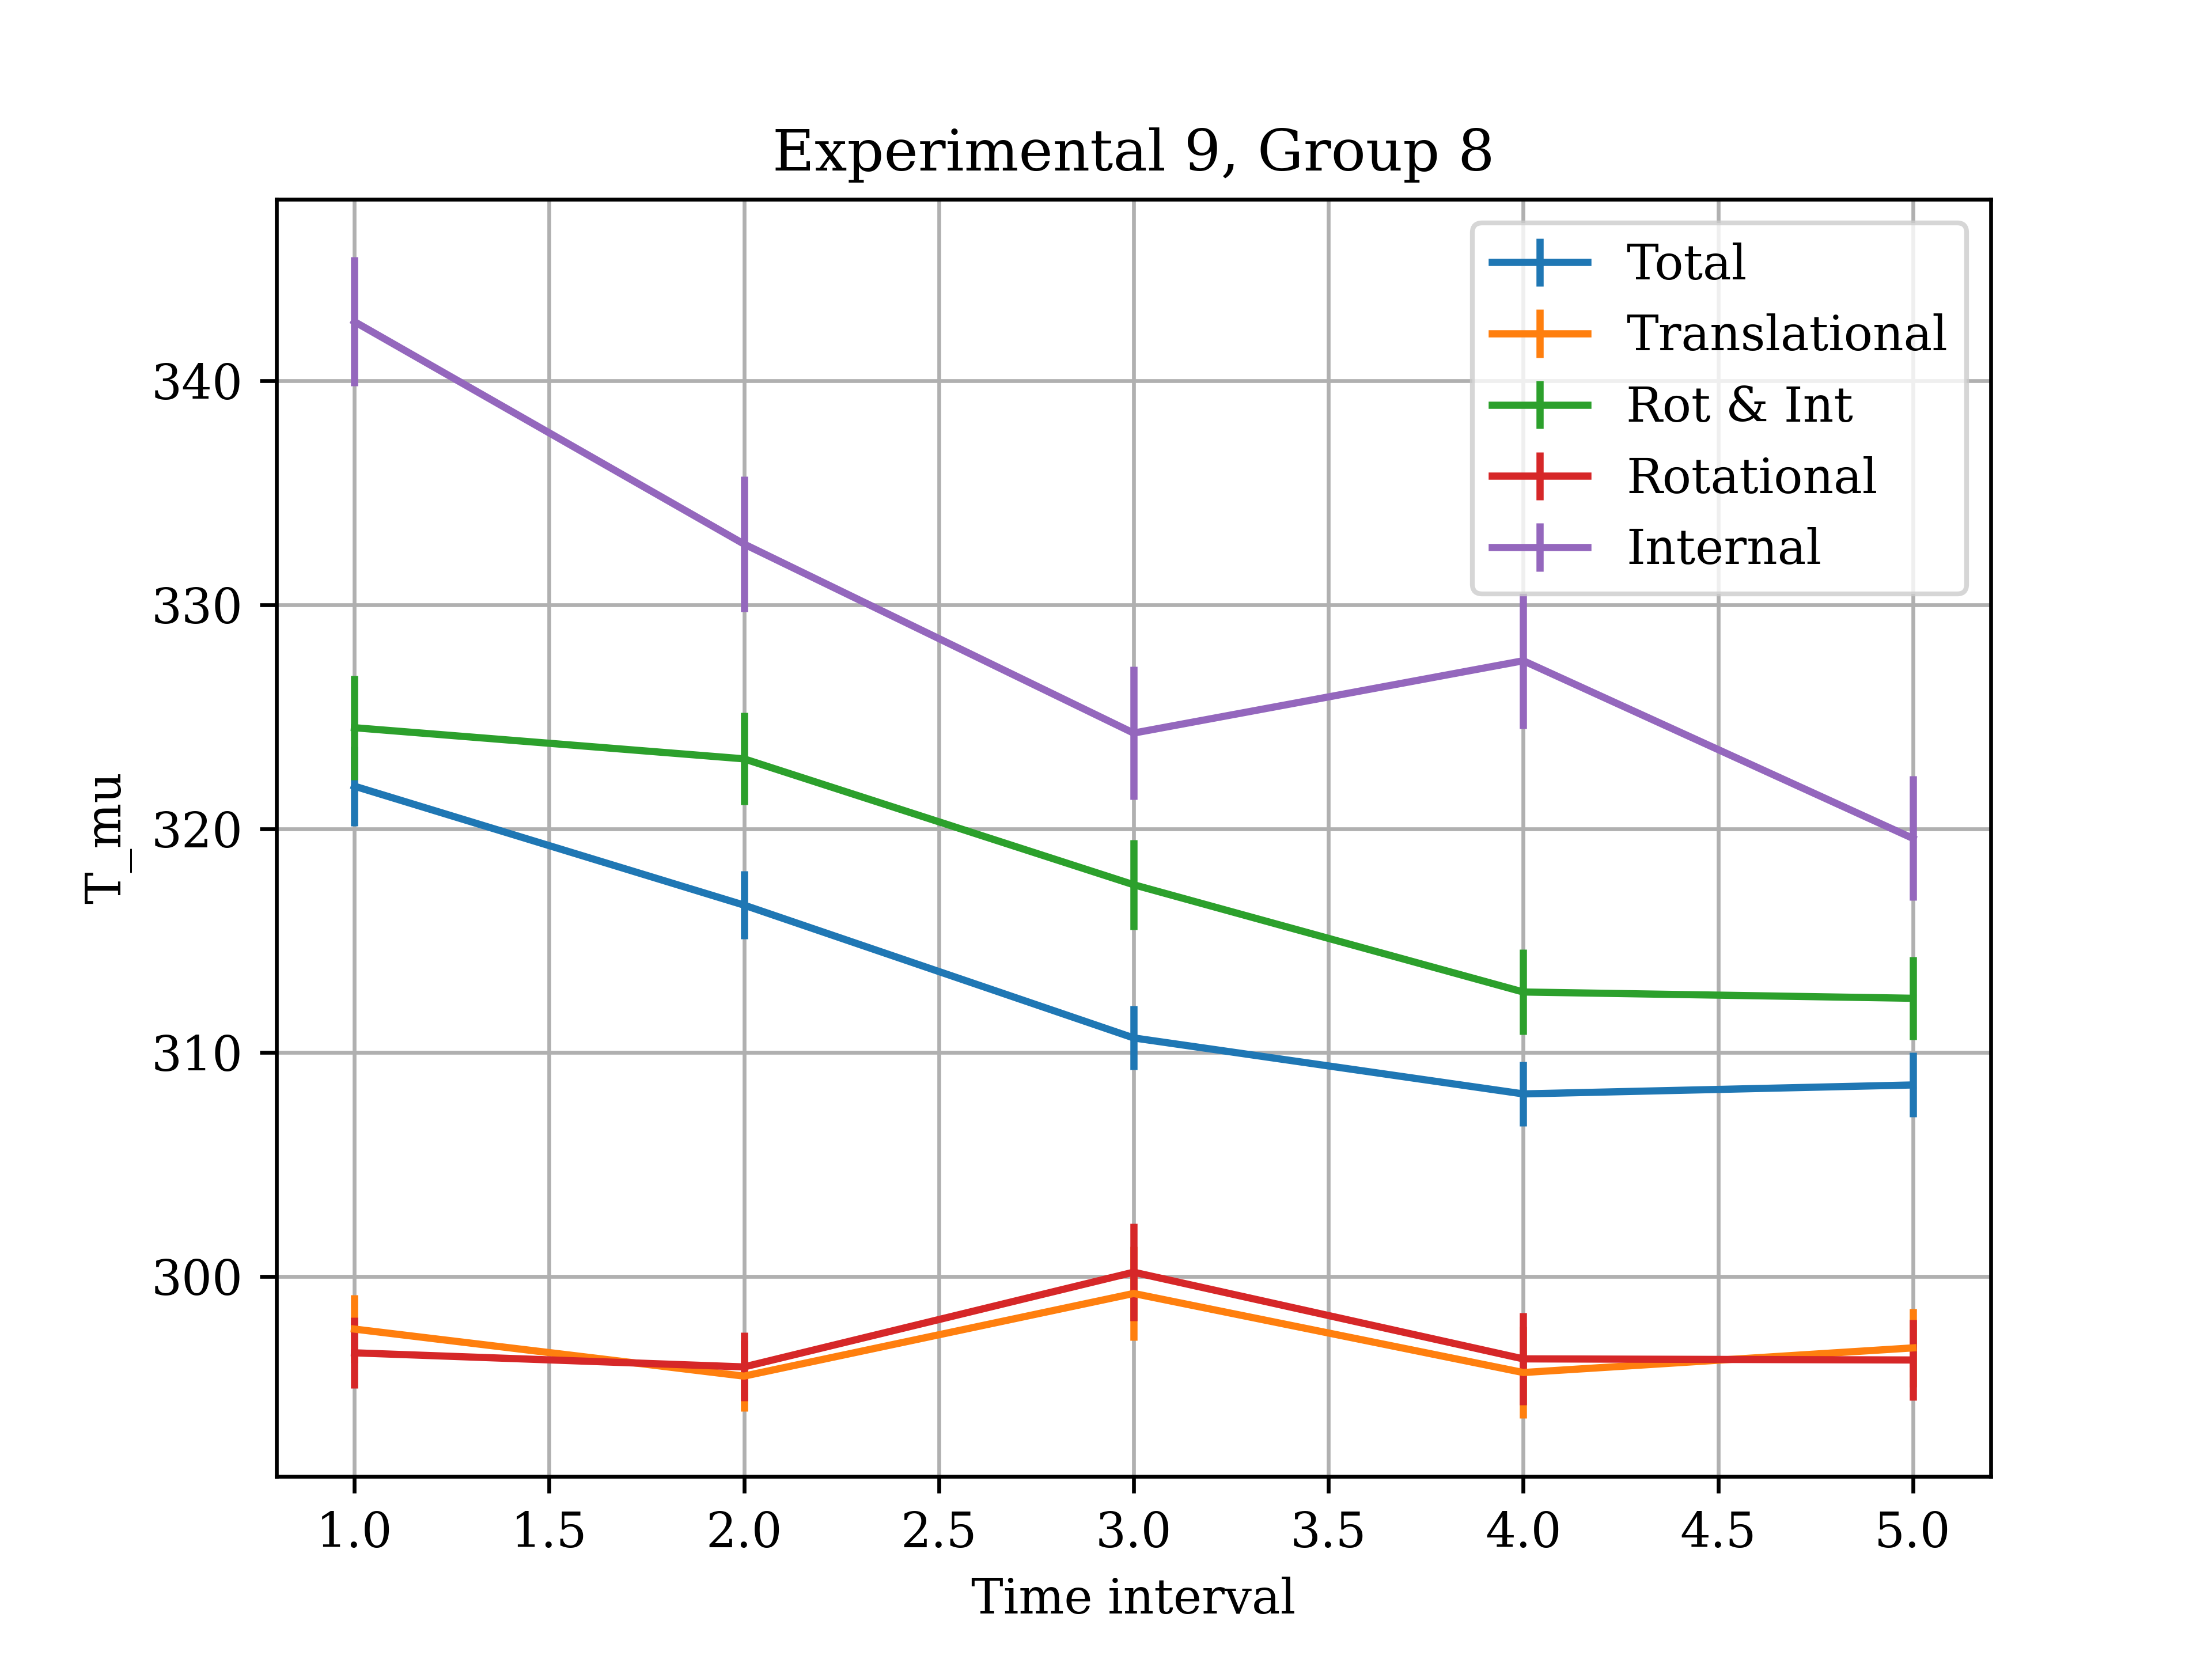 Experimental 9, Group 8
Total
Translational
Rot & Int
Rotational
Internal
T_mu
340
330
320
310
300
1.0 1.5 2.0 2.5 3.0 3.5 4.0 4.5 5.0
Time interval